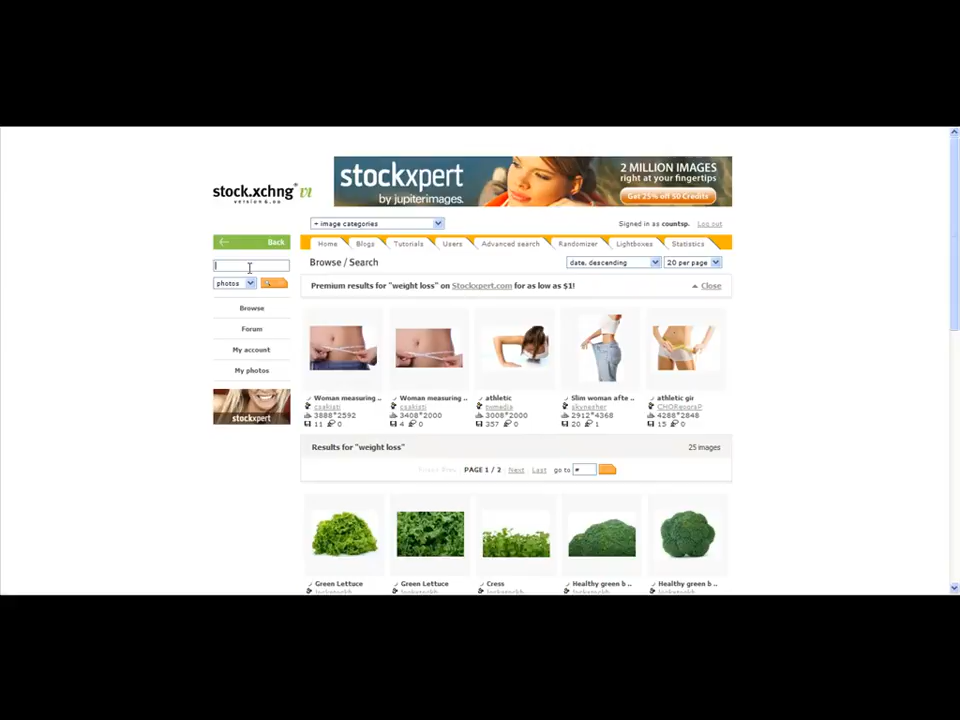 stockxpert
by jupiterimages.
2 MILLION IMAGES
right at your fingertips
Get 25% off 50 Credits
stock.xchng VI
version 6.00
+ image categories
Signed in as countsp. Log out
Back
Home Blogs Tutorials Users Advanced search Randomizer Lightboxes Statistics
Browse / Search
date, descending
20 per page
photos
Premium results for "weight loss" on Stockxpert.com for as low as $1!
Close
Browse
Forum
My account
My photos
stockxpert
Woman measuring .. Woman measuring .. athletic Slim woman afte .. athletic girl
csakisti csakisti skynesher
3888*2592 3408*2000 3008*2000 2912*4368 4288*2848
11 0 4 0 357 0 20 1 15 0
Results for "weight loss"
25 images
PAGE 1 / 2 Next Last go to #
Green Lettuce Green Lettuce Cress Healthy green b .. Healthy green b ..